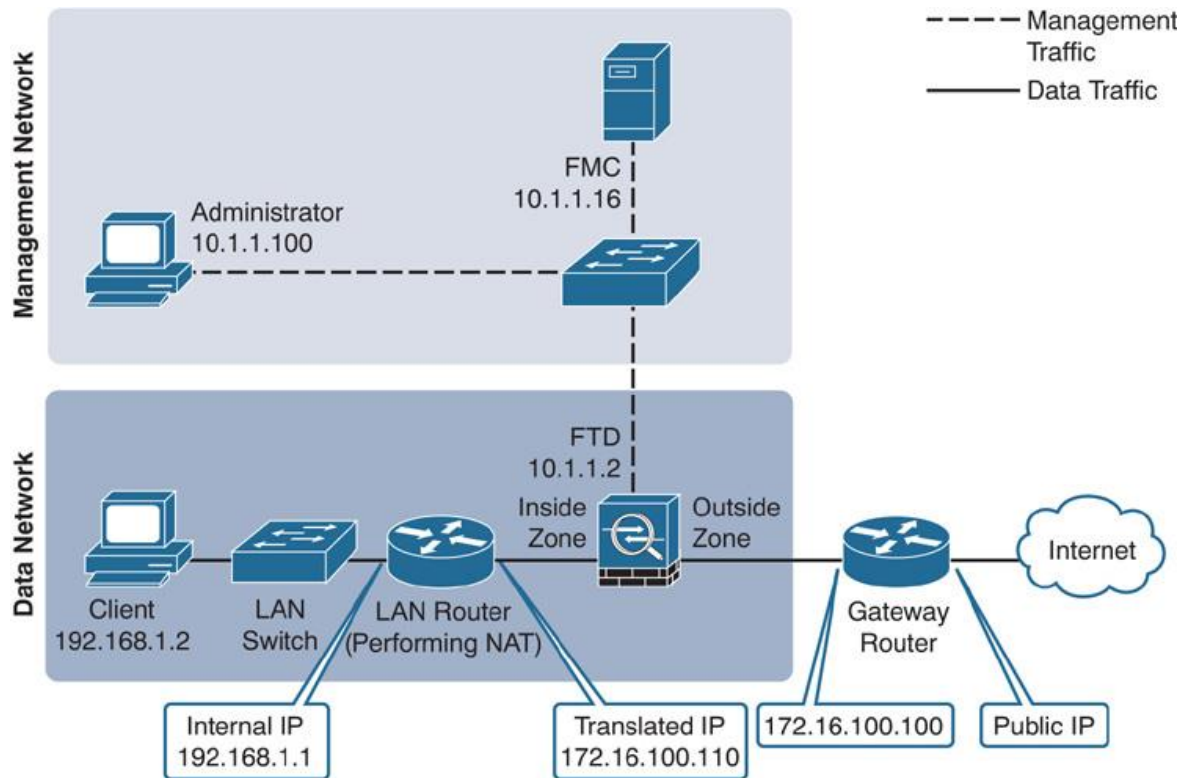 Management
Traffic
Data Traffic
Management Network
FMC
10.1.1.16
Administrator
10.1.1.100
Data Network
FTD
10.1.1.2
Inside
Zone
Outside
Zone
Internet
Client
192.168.1.2
LAN
Switch
LAN Router
(Performing NAT)
Gateway
Router
Internal IP
192.168.1.1
Translated IP
172.16.100.110
172.16.100.100
Public IP